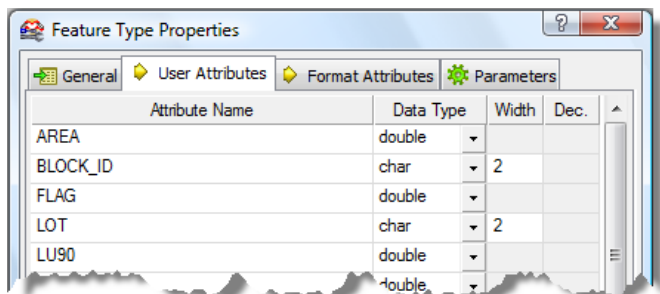 Feature Type Properties
General User Attributes Format Attributes Parameters
Attribute Name Data Type Width Dec.
AREA double
BLOCK_ID char 2
FLAG double
LOT char 2
LU90 double
double